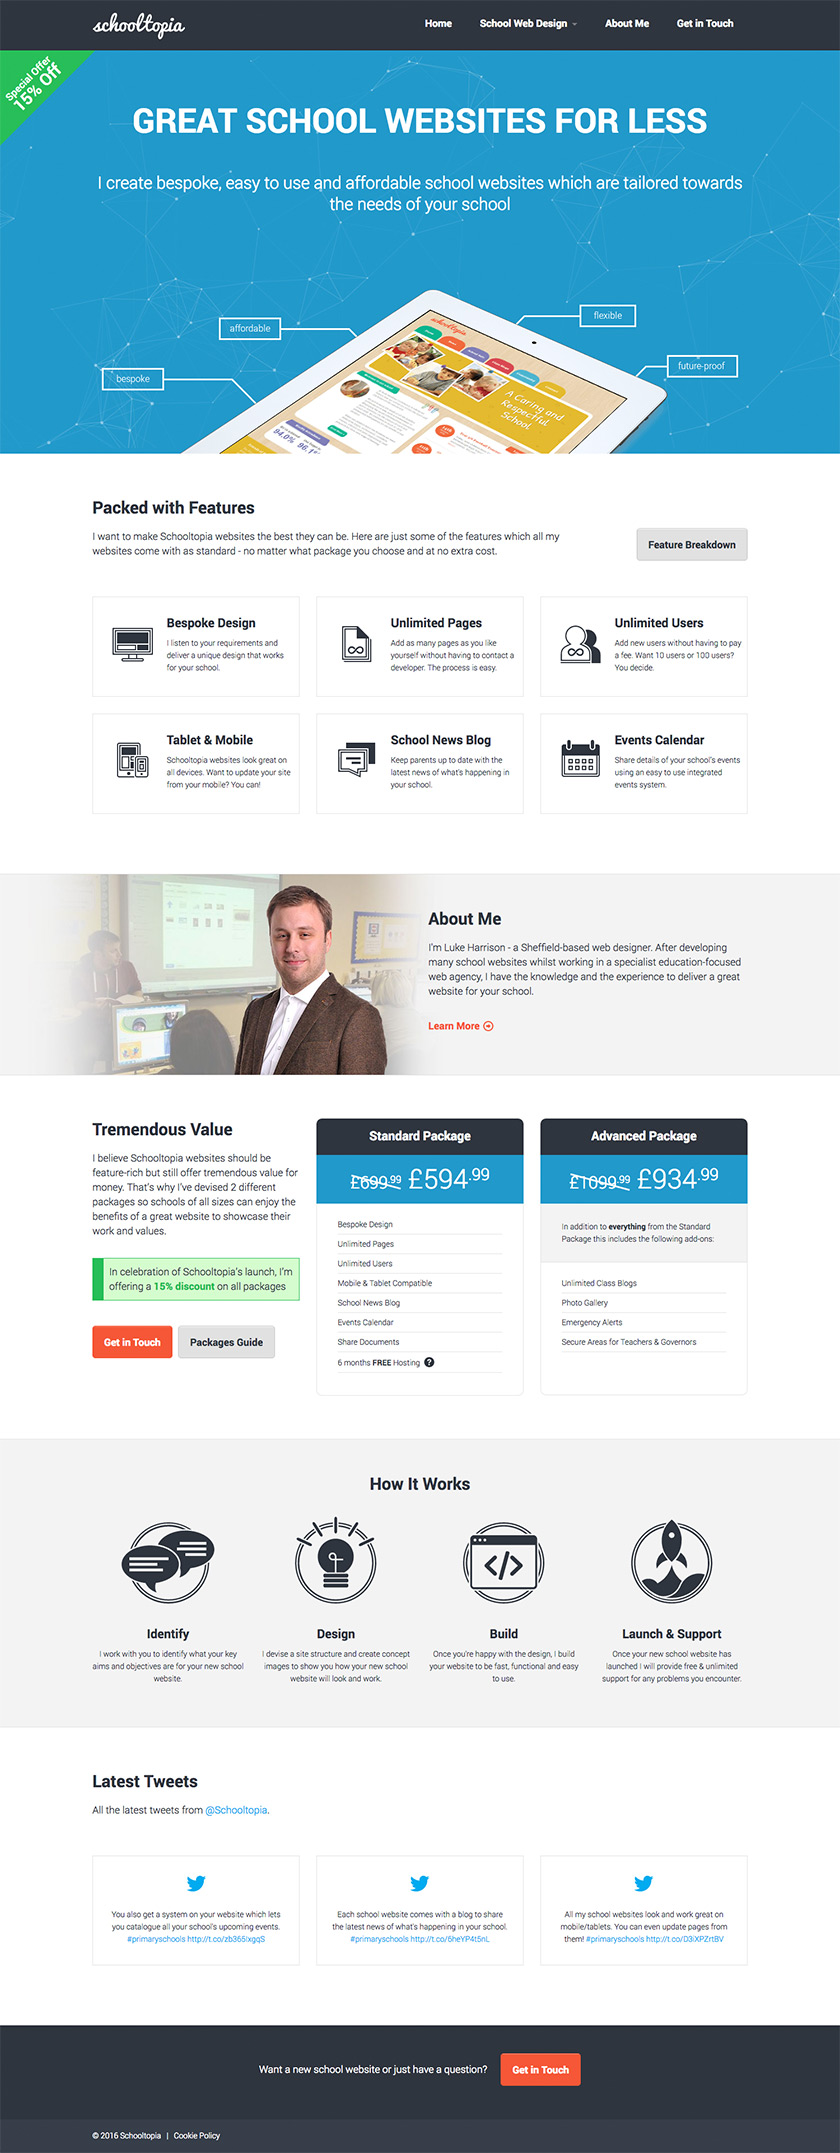 schooltopia
Home
School Web Design
About Me
Get in Touch
Special Offer
15% Off
GREAT SCHOOL WEBSITES FOR LESS
I create bespoke, easy to use and affordable school websites which are tailored towards
the needs of your school
affordable
flexible
bespoke
future-proof
schooltopia
A Caring and
Respectful
School
94.0%
Packed with Features
I want to make Schooltopia websites the best they can be. Here are just some of the features which all my
websites come with as standard - no matter what package you choose and at no extra cost.
Feature Breakdown
Bespoke Design
I listen to your requirements and
deliver a unique design that works
for your school.
Unlimited Pages
Add as many pages as you like
yourself without having to contact a
developer. The process is easy.
Unlimited Users
Add new users without having to pay
a fee. Want 10 users or 100 users?
You decide.
Tablet & Mobile
Schooltopia websites look great on
all devices. Want to update your site
from your mobile? You can!
School News Blog
Keep parents up to date with the
latest news of what's happening in
your school.
Events Calendar
Share details of your school's events
using an easy to use integrated
events system.
About Me
I'm Luke Harrison - a Sheffield-based web designer. After developing
many school websites whilst working in a specialist education-focused
web agency, I have the knowledge and the experience to deliver a great
website for your school.
Learn More
Tremendous Value
I believe Schooltopia websites should be
feature-rich but still offer tremendous value for
money. That's why I've devised 2 different
packages so schools of all sizes can enjoy the
benefits of a great website to showcase their
work and values.
In celebration of Schooltopia's launch, I'm
offering a 15% discount on all packages
Get in Touch
Packages Guide
Standard Package
£699.99 £594.99
Bespoke Design
Unlimited Pages
Unlimited Users
Mobile & Tablet Compatible
School News Blog
Events Calendar
Share Documents
6 months FREE Hosting ?
Advanced Package
£1099.99 £934.99
In addition to everything from the Standard
Package this includes the following add-ons:
Unlimited Class Blogs
Photo Gallery
Emergency Alerts
Secure Areas for Teachers & Governors
How It Works
Identify
I work with you to identify what your key
aims and objectives are for your new school
website.
Design
I devise a site structure and create concept
images to show you how your new school
website will look and work.
Build
Once you're happy with the design, I build
your website to be fast, functional and easy
to use.
Launch & Support
Once your new school website has
launched I will provide free & unlimited
support for any problems you encounter.
Latest Tweets
All the latest tweets from @Schooltopia.
You also get a system on your website which lets
you catalogue all your school's upcoming events.
#primaryschools http://t.co/zb365IxgqS
Each school website comes with a blog to share
the latest news of what's happening in your school.
#primaryschools http://t.co/6heYP4t5nL
All my school websites look and work great on
mobile/tablets. You can even update pages from
them! #primaryschools http://t.co/D3iXPZrtBV
Want a new school website or just have a question?
Get in Touch
© 2016 Schooltopia | Cookie Policy